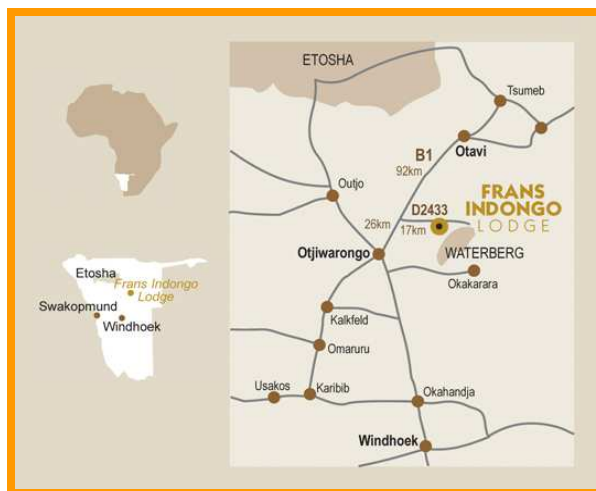 Etosha
Frans Indongo
Lodge
Swakopmund
Windhoek
ETOSHA
Tsumeb
B1
Otavi
92km
Outjo
D2433
FRANS
INDONGO
LODGE
26km
17km
Otjiwarongo
WATERBERG
Okakarara
Kalkfeld
Omaruru
Usakos
Karibib
Okahandja
Windhoek